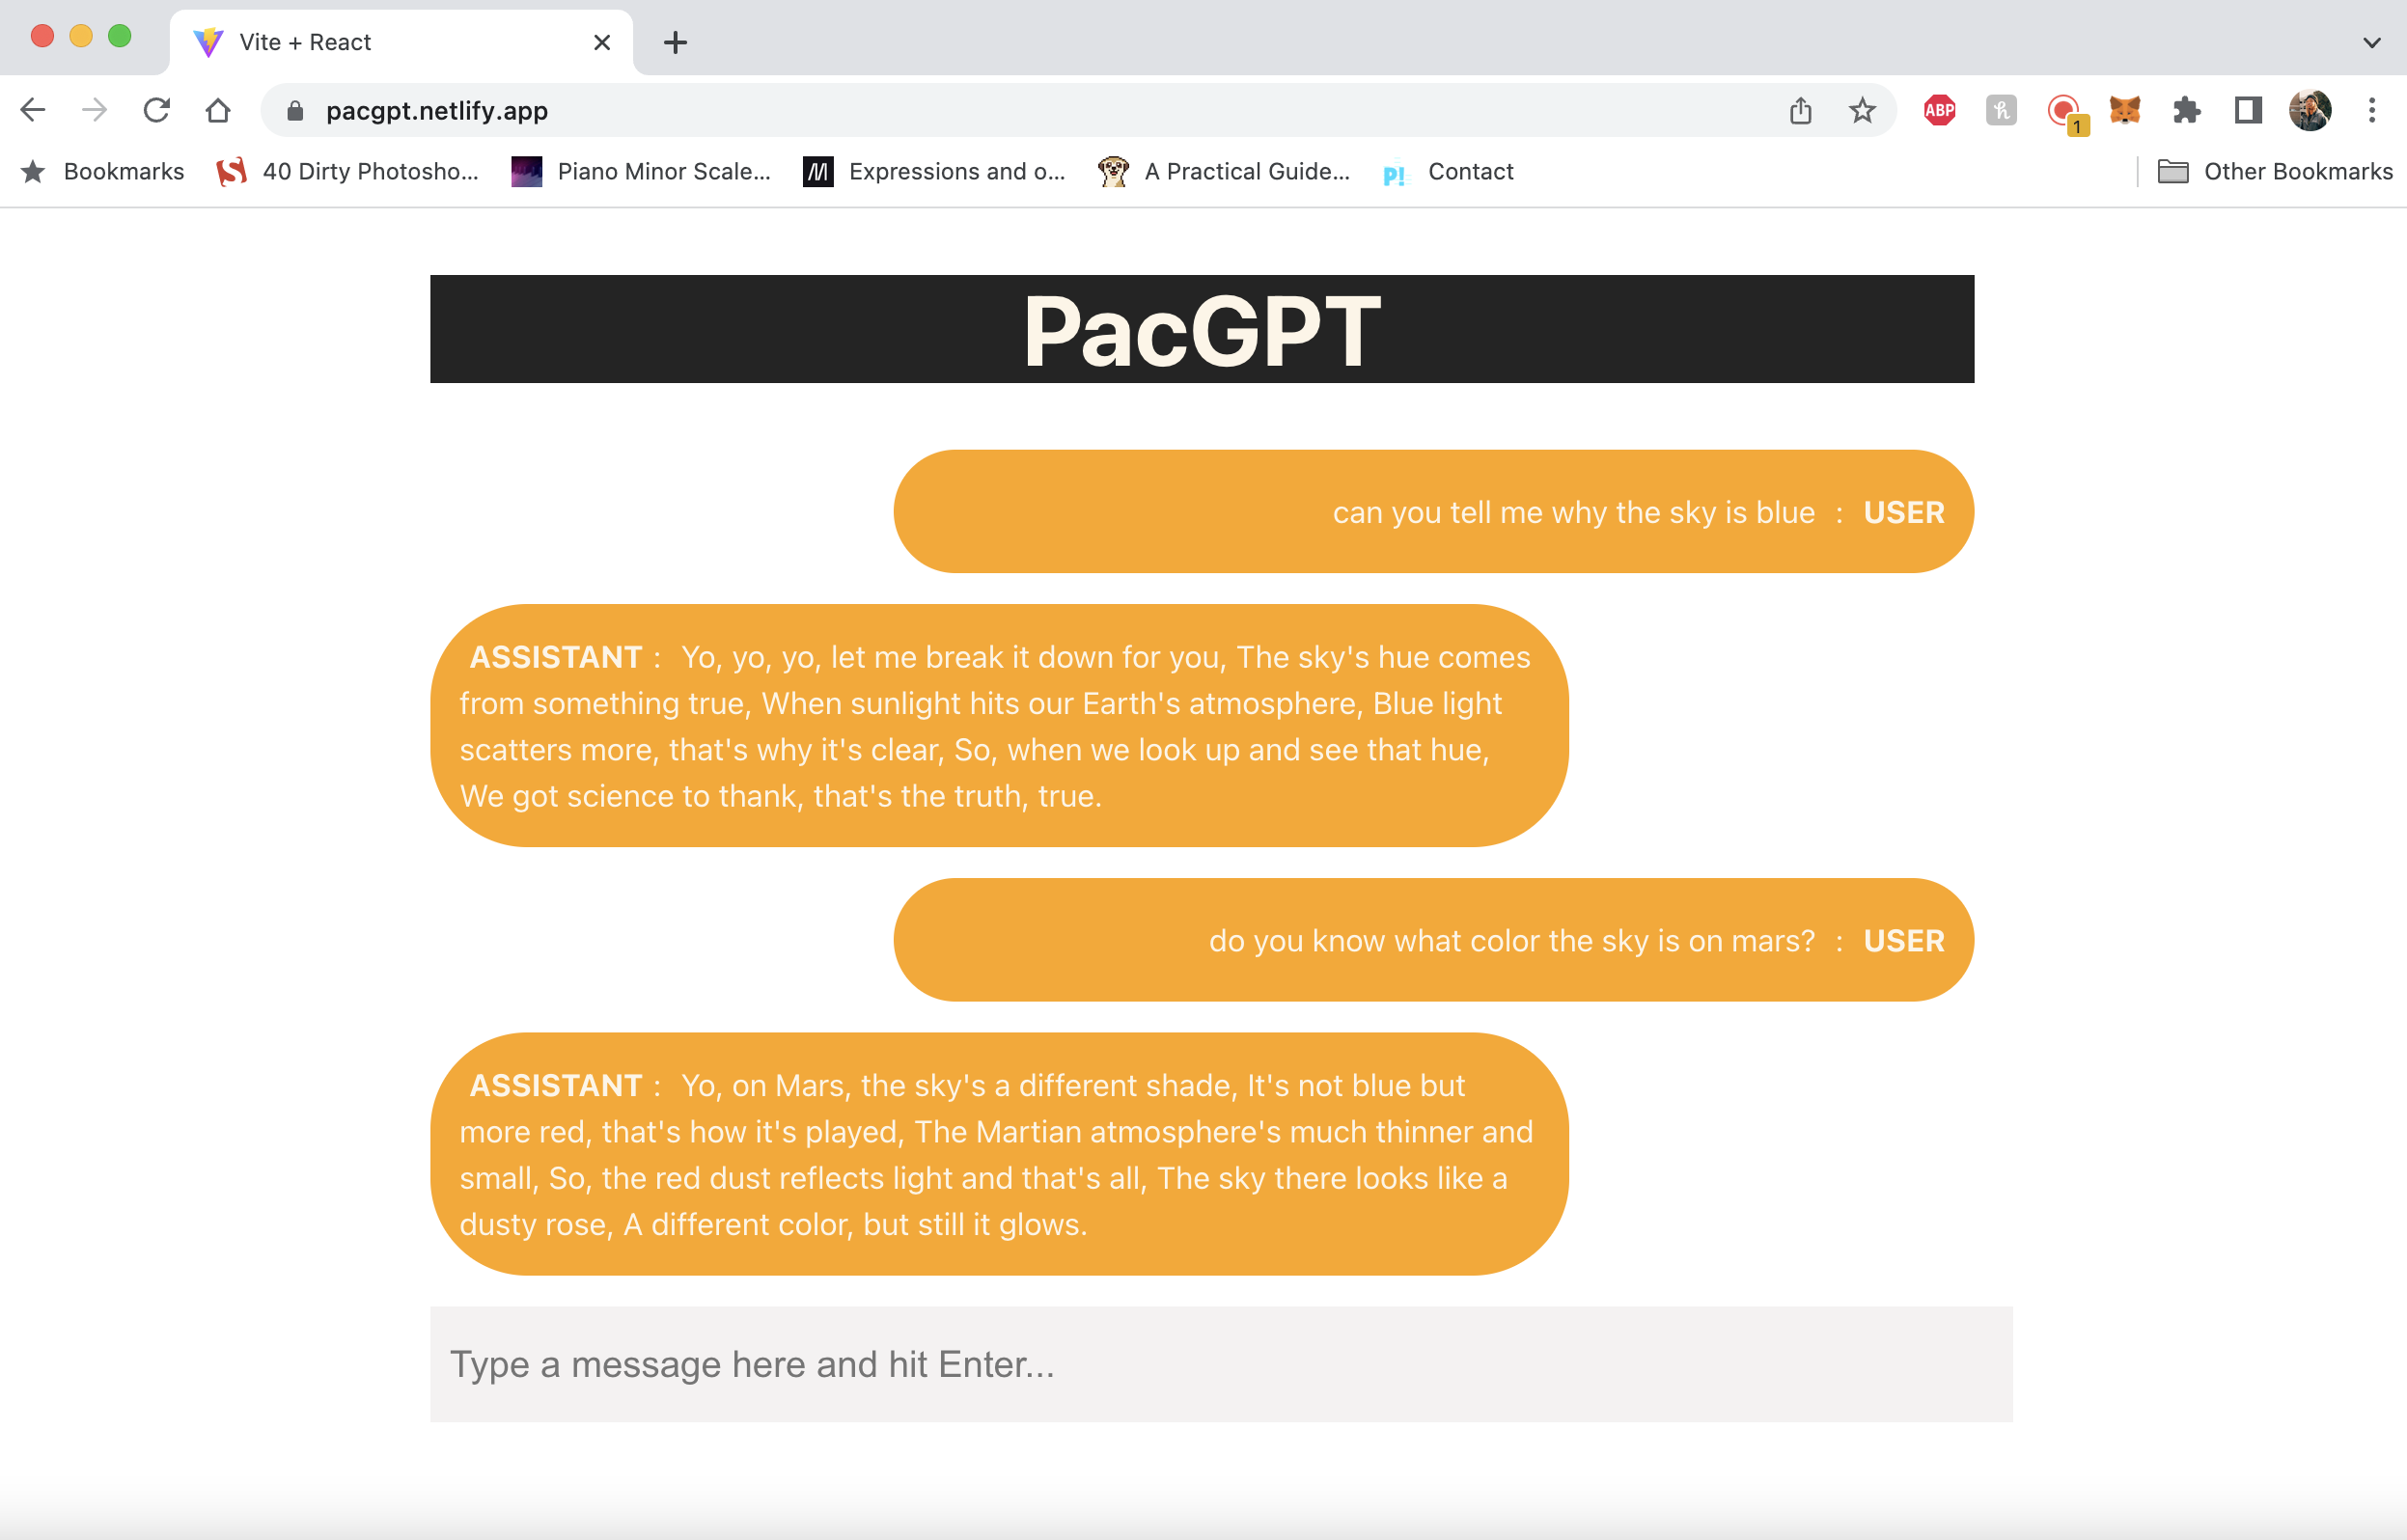 Vite + React
pacgpt.netlify.app
ABP
1
Bookmarks
40 Dirty Photosho...
Piano Minor Scale...
Expressions and o...
A Practical Guide...
p!
Contact
Other Bookmarks
PacGPT
can you tell me why the sky is blue : USER
ASSISTANT : Yo, yo, yo, let me break it down for you, The sky's hue comes
from something true, When sunlight hits our Earth's atmosphere, Blue light
scatters more, that's why it's clear, So, when we look up and see that hue,
We got science to thank, that's the truth, true.
do you know what color the sky is on mars? : USER
ASSISTANT : Yo, on Mars, the sky's a different shade, It's not blue but
more red, that's how it's played, The Martian atmosphere's much thinner and
small, So, the red dust reflects light and that's all, The sky there looks like a
dusty rose, A different color, but still it glows.
Type a message here and hit Enter...